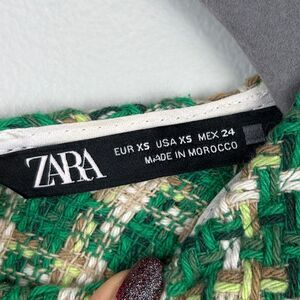 ZARA
EUR XS USA XS MEX 24
MADE IN MOROCCO